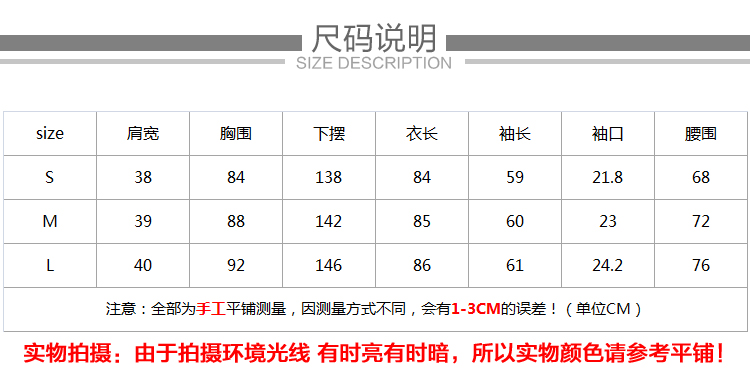 尺码说明
SIZE DESCRIPTION
size 肩宽 胸围 下摆 衣长 袖长 袖口 腰围
S 38 84 138 84 59 21.8 68
M 39 88 142 85 60 23 72
L 40 92 146 86 61 24.2 76
注意：全部为手工平铺测量，因测量方式不同，会有1-3CM的误差！（单位CM）
实物拍摄：由于拍摄环境光线 有时亮有时暗，所以实物颜色请参考平铺！